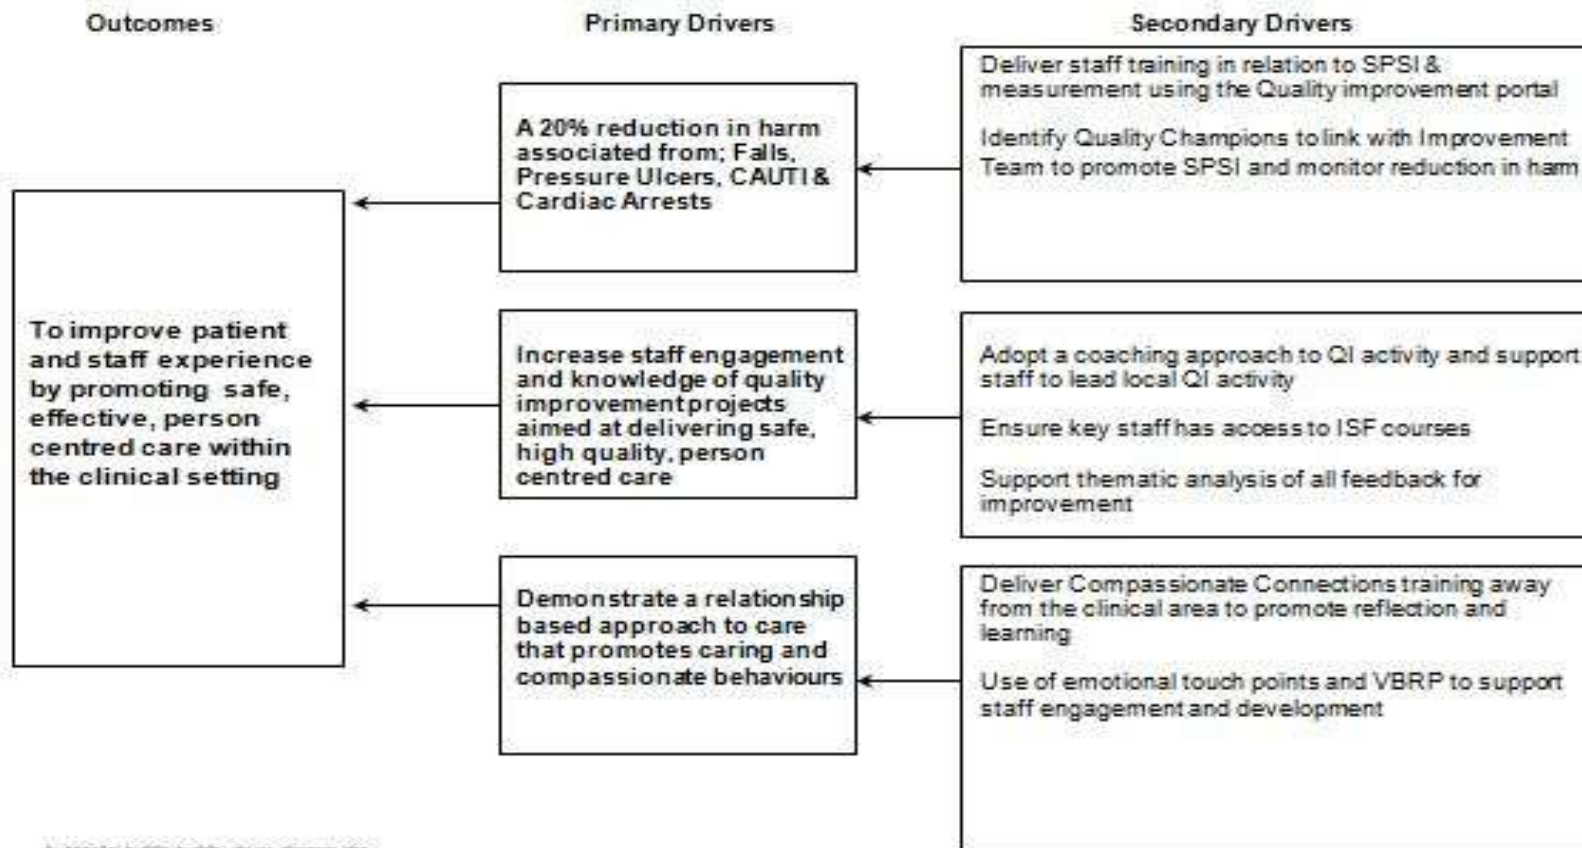 Outcomes
Primary Drivers
Secondary Drivers
To improve patient
and staff experience
by promoting safe,
effective, person
centred care within
the clinical setting
A 20% reduction in harm
associated from; Falls,
Pressure Ulcers, CAUTI &
Cardiac Arrests
Increase staff engagement
and knowledge of quality
improvement projects
aimed at delivering safe,
high quality, person
centred care
Demonstrate a relationship
based approach to care
that promotes caring and
compassionate behaviours
Deliver staff training in relation to SPSI &
measurement using the Quality improvement portal
Identify Quality Champions to link with Improvement
Team to promote SPSI and monitor reduction in harm
Adopt a coaching approach to QI activity and support
staff to lead local QI activity
Ensure key staff has access to ISF courses
Support thematic analysis of all feedback for
improvement
Deliver Compassionate Connections training away
from the clinical area to promote reflection and
learning
Use of emotional touch points and VBRP to support
staff engagement and development